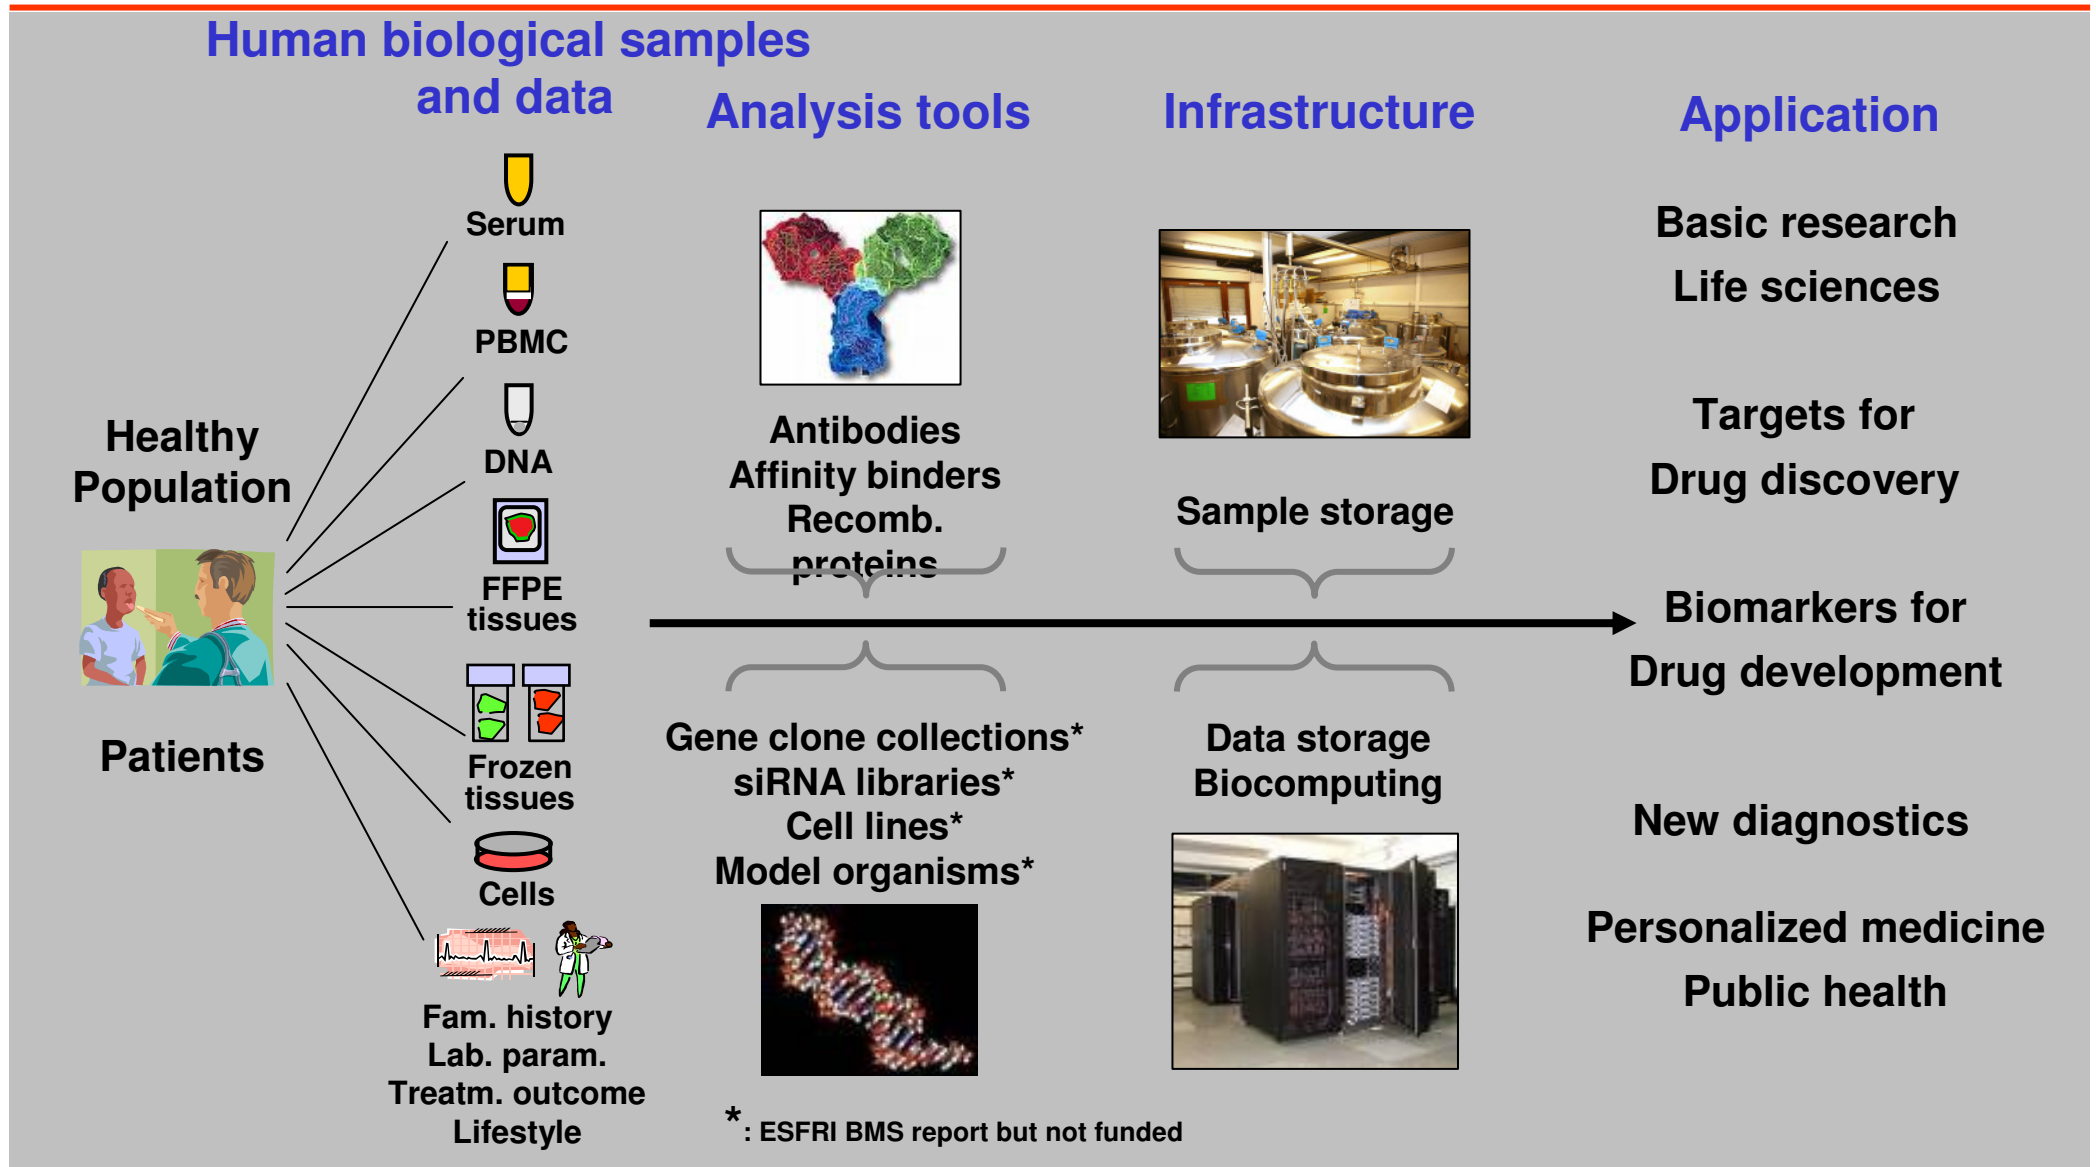 Human biological samples
and data
Analysis tools
Infrastructure
Application
Healthy
Population
Patients
Serum
PBMC
DNA
FFPE
tissues
Frozen
tissues
Cells
Fam. history
Lab. param.
Treatm. outcome
Lifestyle
Antibodies
Affinity binders
Recomb.
proteins
Gene clone collections*
siRNA libraries*
Cell lines*
Model organisms*
*: ESFRI BMS report but not funded
Sample storage
Data storage
Biocomputing
Basic research
Life sciences
Targets for
Drug discovery
Biomarkers for
Drug development
New diagnostics
Personalized medicine
Public health